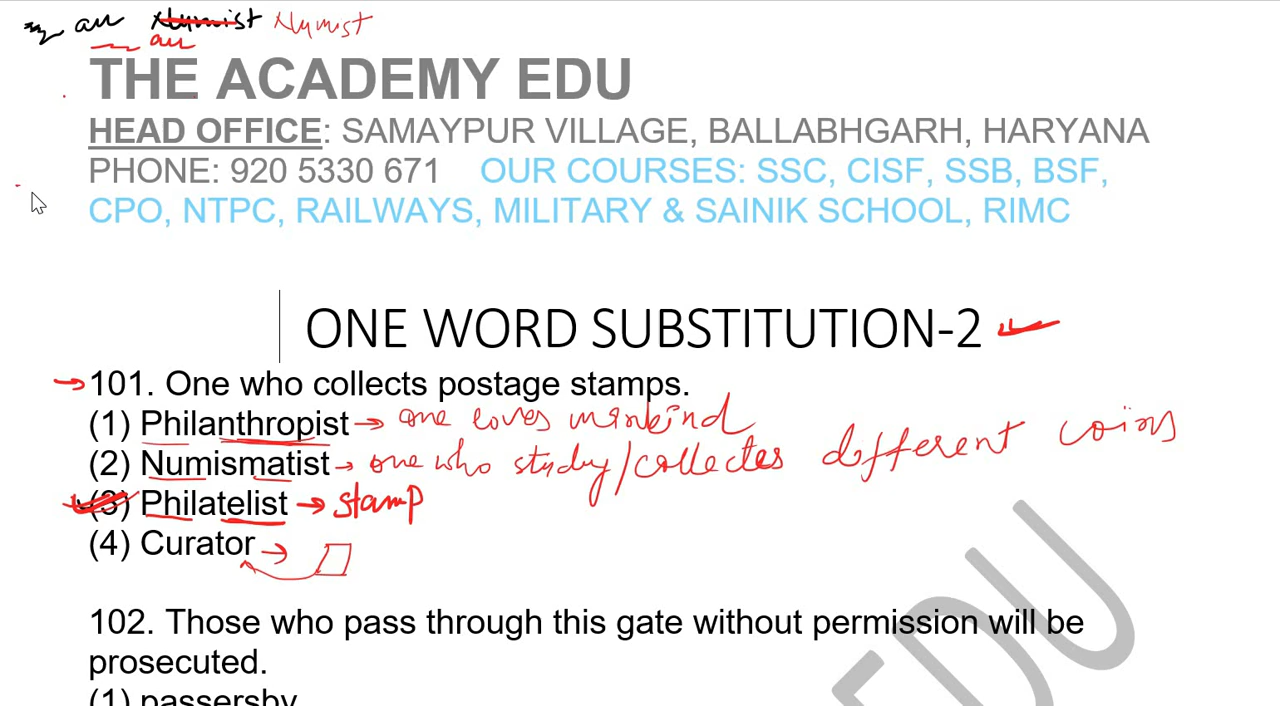 THE ACADEMY EDU
HEAD OFFICE: SAMAYPUR VILLAGE, BALLABHGARH, HARYANA
PHONE: 920 5330 671 OUR COURSES: SSC, CISF, SSB, BSF,
CPO, NTPC, RAILWAYS, MILITARY & SAINIK SCHOOL, RIMC
ONE WORD SUBSTITUTION-2
→101. One who collects postage stamps.
(1) Philanthropist → one loves mankind
(2) Numismatist → one who study/collectes different coins
(3) Philatelist → stamp
(4) Curator →
102. Those who pass through this gate without permission will be
prosecuted.
(1) passersby
EDU